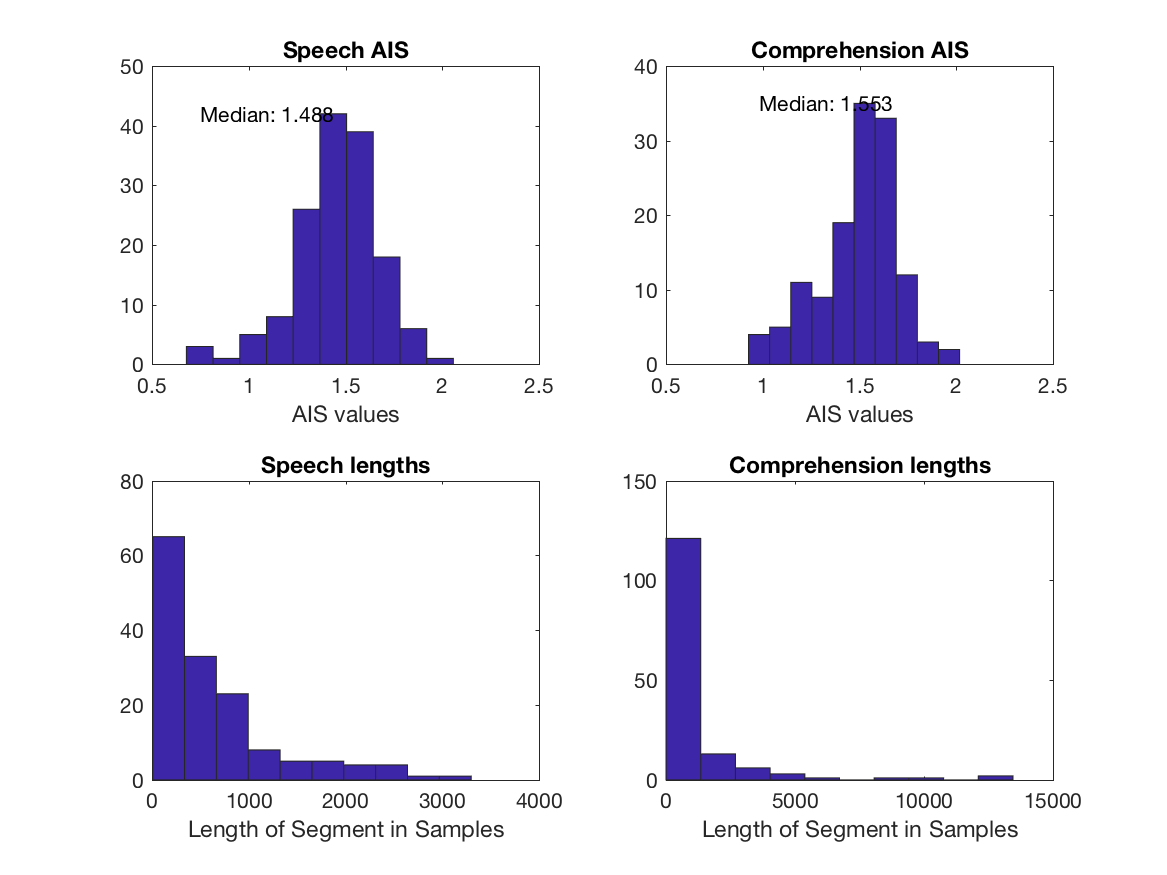 Speech AIS
50
40
30
20
10
0
Median: 1.488
0.5 1 1.5 2 2.5
AIS values
Comprehension AIS
40
30
20
10
0
Median: 1.553
0.5 1 1.5 2 2.5
AIS values
Speech lengths
80
60
40
20
0
0 1000 2000 3000 4000
Length of Segment in Samples
Comprehension lengths
150
100
50
0
0 5000 10000 15000
Length of Segment in Samples